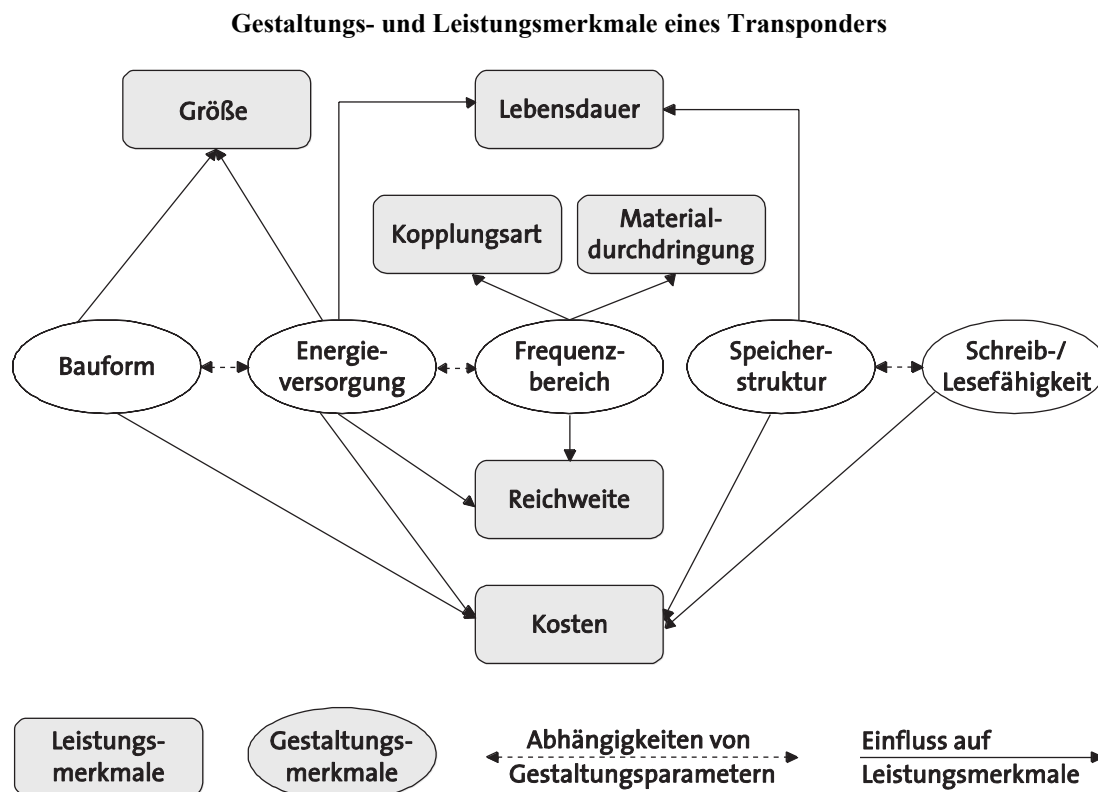 Gestaltungs- und Leistungsmerkmale eines Transponders
Größe
Lebensdauer
Kopplungsart
Material-
durchdringung
Bauform
Energie-
versorgung
Frequenz-
bereich
Speicher-
struktur
Schreib-/
Lesefähigkeit
Reichweite
Kosten
Leistungs-
merkmale
Gestaltungs-
merkmale
Abhängigkeiten von
Gestaltungsparametern
Einfluss auf
Leistungsmerkmale